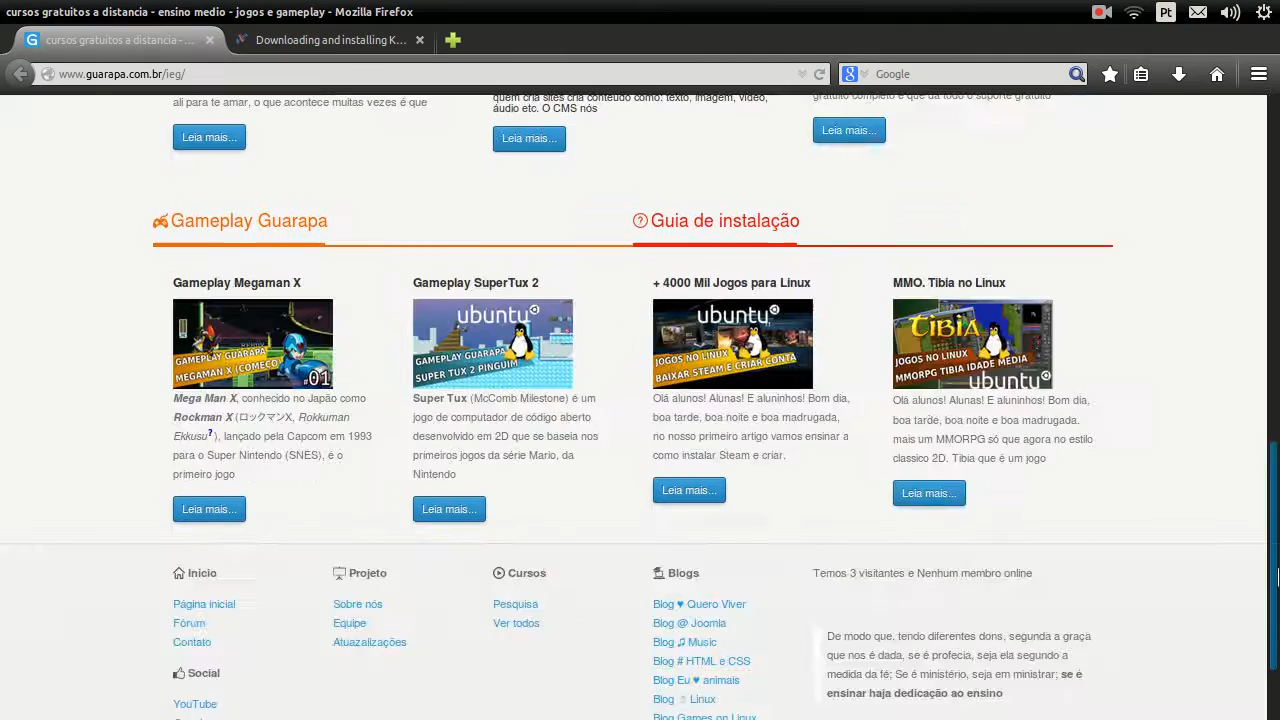 cursos gratuitos a distancia - ensino medio - jogos e gameplay - Mozilla Firefox
Pt
cursos gratuitos a distancia -...
Downloading and installing K...
www.guarapa.com.br/ieg/
Google
ali para te amar, o que acontece muitas vezes é que
quem cria sites cria conteúdo como: texto, imagem, vídeo,
áudio etc. O CMS nós
gratuito completo e que da todo o suporte gratuito
Leia mais...
Leia mais...
Leia mais...
Gameplay Guarapa
Guia de instalação
Gameplay Megaman X
Gameplay SuperTux 2
+ 4000 Mil Jogos para Linux
MMO. Tibia no Linux
GAMEPLAY GUARAPA
MEGAMAN X (COMEÇO
#01
ubuntu
GAMEPLAY GUARAPA
SUPER TUX 2 PINGUIM
ubuntu
JOGOS NO LINUX
BAIXAR STEAM E CRIAR CONTA
TIBIA
JOGOS NO LINUX
MMORPG TIBIA IDADE MÉDIA
ubuntu
Mega Man X, conhecido no Japão como
Rockman X (ロックマンX, Rokkuman
Ekkusu?), lançado pela Capcom em 1993
para o Super Nintendo (SNES), é o
primeiro jogo
Super Tux (McComb Milestone) é um
jogo de computador de código aberto
desenvolvido em 2D que se baseia nos
primeiros jogos da série Mario, da
Nintendo
Olá alunos! Alunas! E aluninhos! Bom dia,
boa tarde, boa noite e boa madrugada,
no nosso primeiro artigo vamos ensinar a
como instalar Steam e criar.
Olá alunos! Alunas! E aluninhos! Bom dia,
boa tarde, boa noite e boa madrugada.
mais um MMORPG só que agora no estilo
classico 2D. Tibia que é um jogo
Leia mais...
Leia mais...
Leia mais...
Leia mais...
Inicio
Página inicial
Fórum
Contato
Social
YouTube
Projeto
Sobre nós
Equipe
Atuazalizações
Cursos
Pesquisa
Ver todos
Blogs
Blog ♥ Quero Viver
Blog @ Joomla
Blog ♫ Music
Blog # HTML e CSS
Blog Eu ♥ animais
Blog Linux
Blog Games on Linux
Temos 3 visitantes e Nenhum membro online
De modo que, tendo diferentes dons, segunda a graça
que nos é dada, se é profecia, seja ela segundo a
medida da fé; Se é ministério, seja em ministrar; se é
ensinar haja dedicação ao ensino